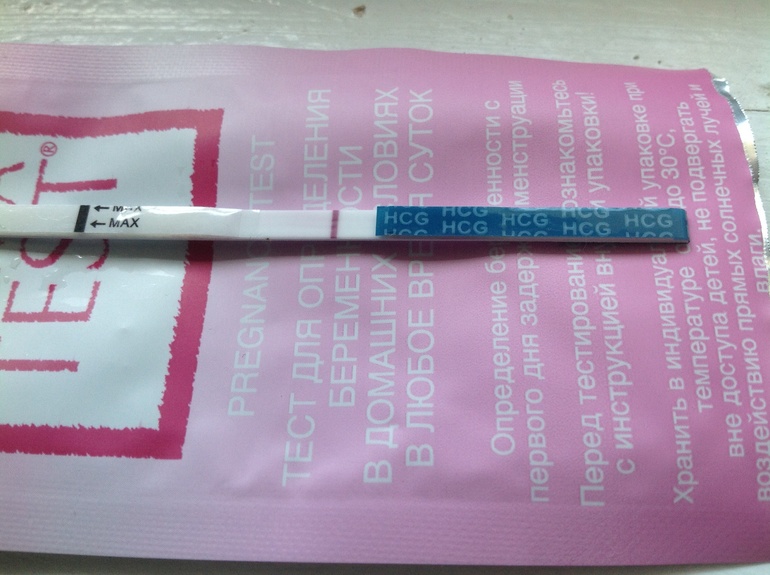 TEST®
PREGNANCY TEST
ТЕСТ ДЛЯ ОПРЕДЕЛЕНИЯ
БЕРЕМЕННОСТИ
В ДОМАШНИХ УСЛОВИЯХ
В ЛЮБОЕ ВРЕМЯ СУТОК
Определение беременности с
первого дня задержки менструации
Перед тестированием ознакомьтесь
с инструкцией внутри упаковки!
Хранить в индивидуальной упаковке при
температуре до 30°С,
вне доступа детей, не подвергать
воздействию прямых солнечных лучей и
влаги
← MAX
← MAX
HCG HCG HCG HCG HCG
HCG HCG HCG HCG HCG